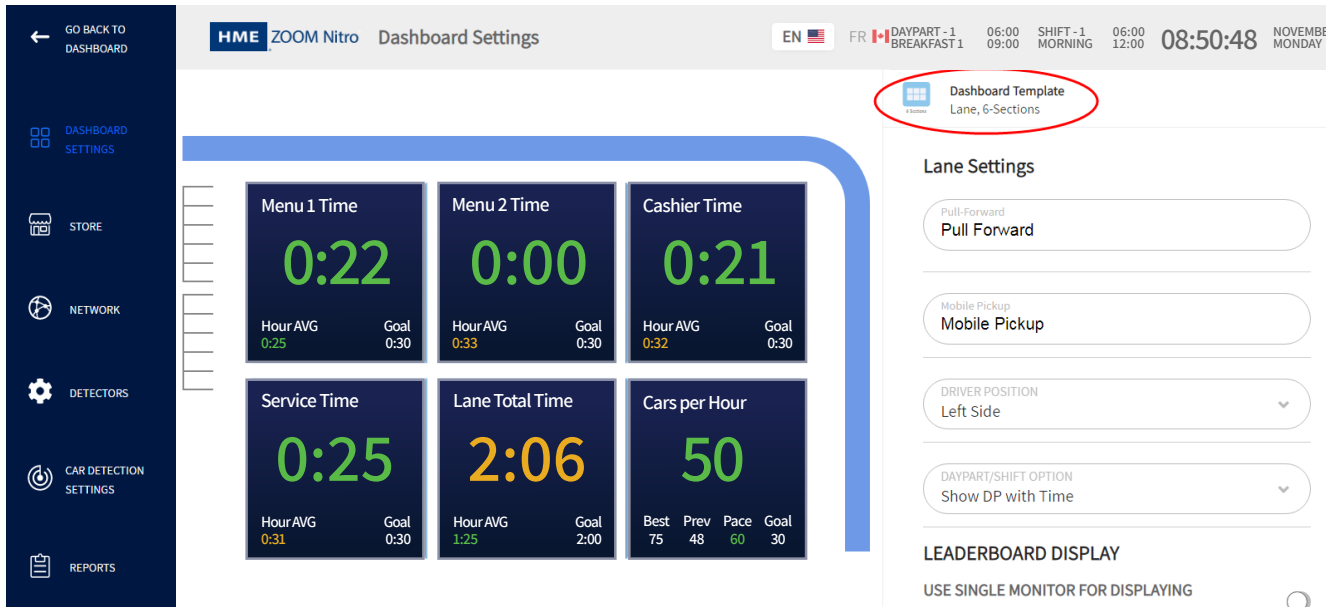 GO BACK TO
DASHBOARD
HME ZOOM Nitro Dashboard Settings
EN FR
DAYPART - 1 06:00 SHIFT - 1 06:00
BREAKFAST 1 09:00 MORNING 12:00
08:50:48
NOVEMBE
MONDAY
DASHBOARD
SETTINGS
STORE
NETWORK
DETECTORS
CAR DETECTION
SETTINGS
REPORTS
Menu 1 Time
0:22
Hour AVG Goal
0:25 0:30
Menu 2 Time
0:00
Hour AVG Goal
0:33 0:30
Cashier Time
0:21
Hour AVG Goal
0:32 0:30
Service Time
0:25
Hour AVG Goal
0:31 0:30
Lane Total Time
2:06
Hour AVG Goal
1:25 2:00
Cars per Hour
50
Best Prev Pace Goal
75 48 60 30
6 Sections
Dashboard Template
Lane, 6-Sections
Lane Settings
Pull-Forward
Pull Forward
Mobile Pickup
Mobile Pickup
DRIVER POSITION
Left Side
DAYPART/SHIFT OPTION
Show DP with Time
LEADERBOARD DISPLAY
USE SINGLE MONITOR FOR DISPLAYING